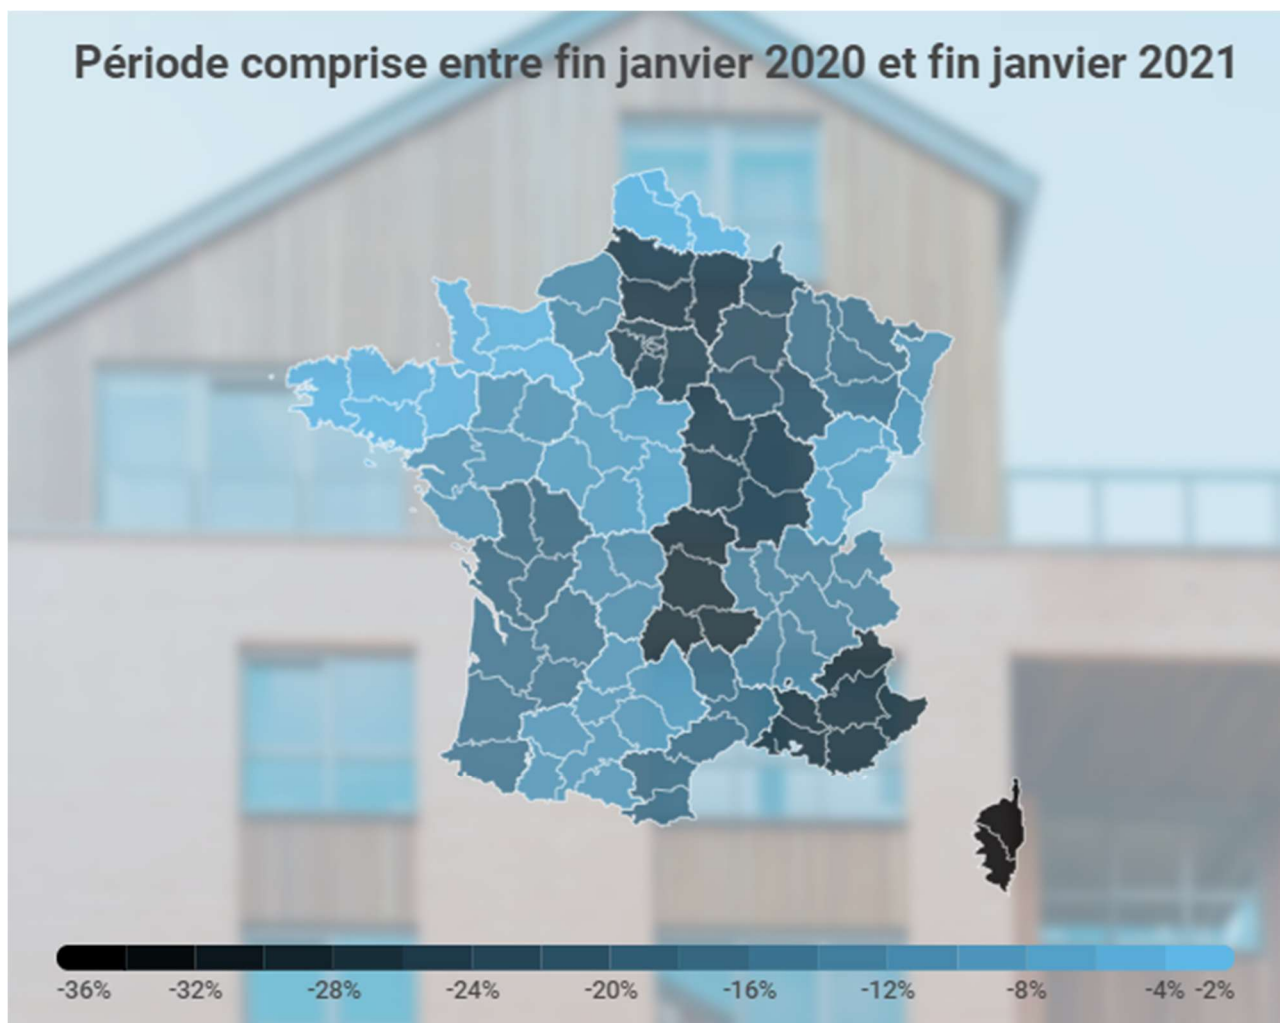 Période comprise entre fin janvier 2020 et fin janvier 2021
-36% -32% -28% -24% -20% -16% -12% -8% -4% -2%